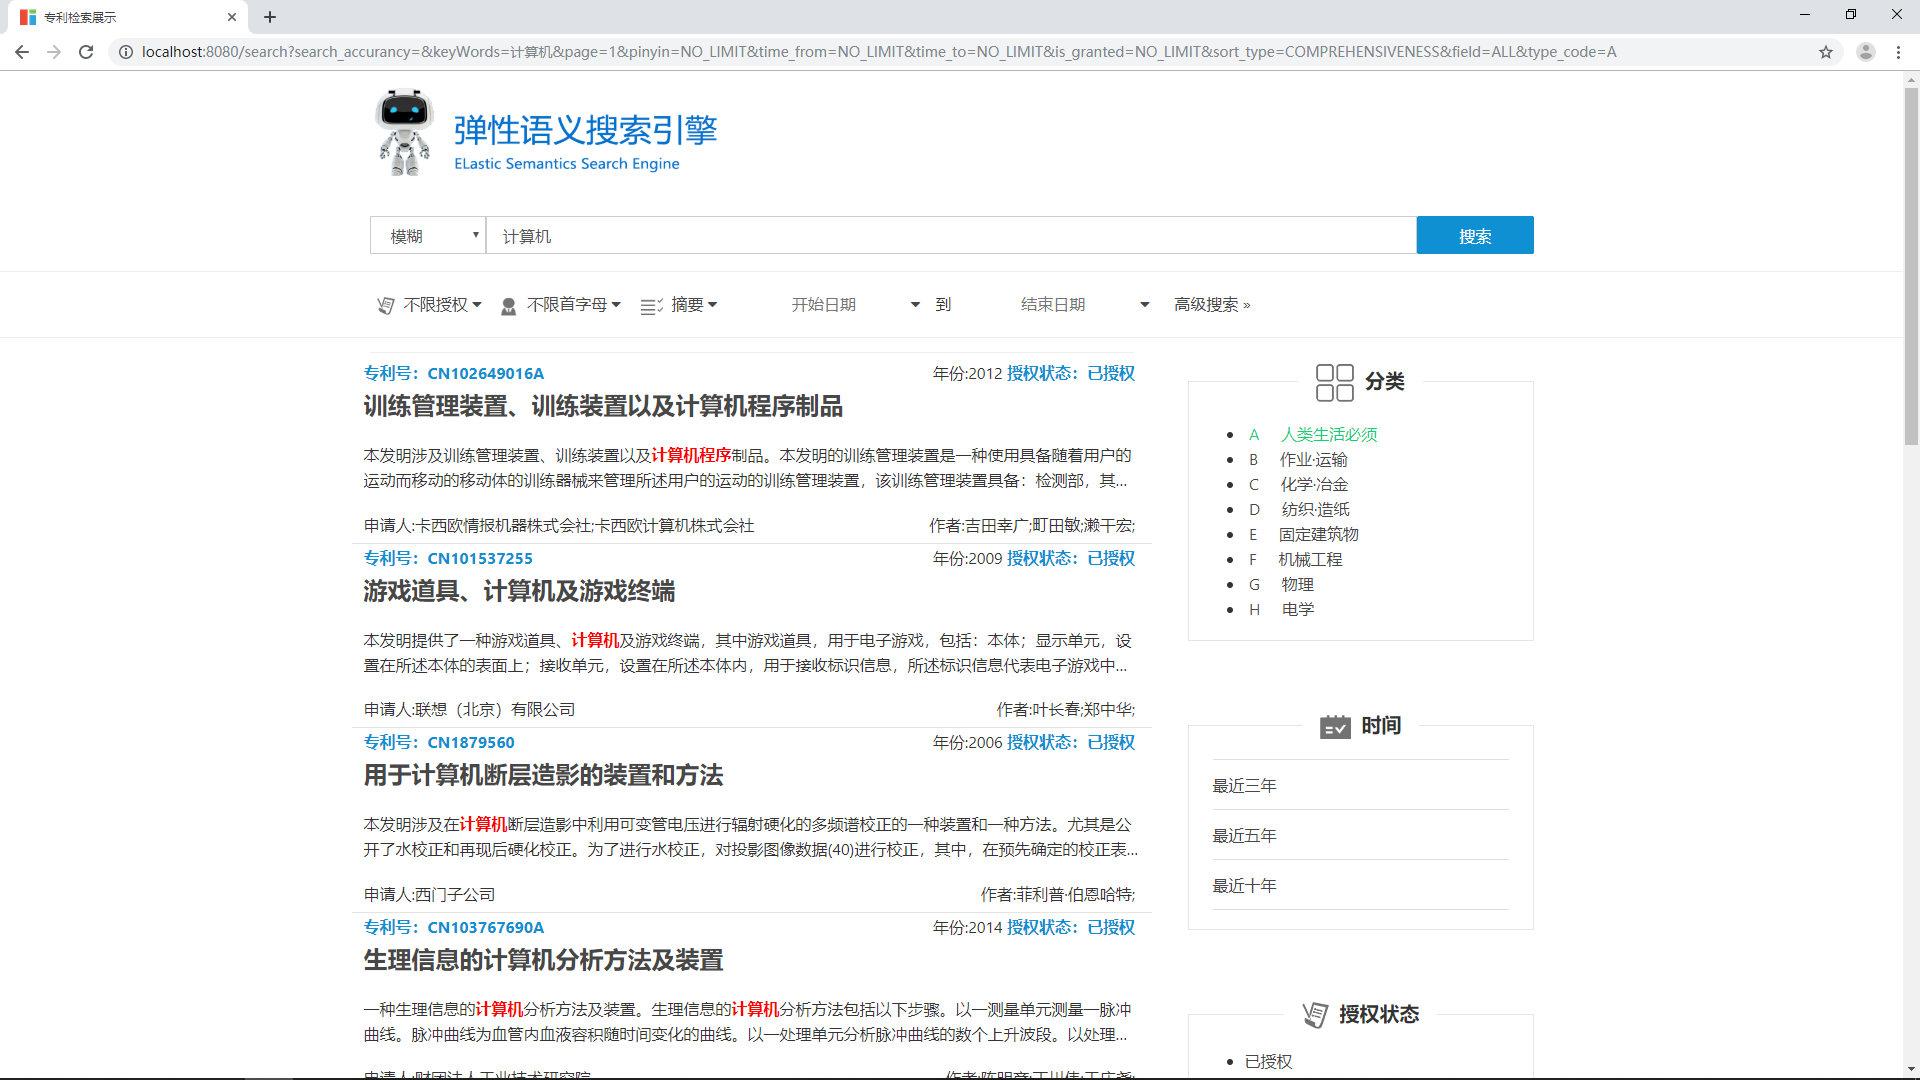 专利检索展示
localhost:8080/search?search_accurancy=&keyWords=计算机&page=1&pinyin=NO_LIMIT&time_from=NO_LIMIT&time_to=NO_LIMIT&is_granted=NO_LIMIT&sort_type=COMPREHENSIVENESS&field=ALL&type_code=A
弹性语义搜索引擎
ELastic Semantics Search Engine
模糊 计算机 搜索
不限授权 不限首字母 摘要 开始日期 到 结束日期 高级搜索 »
专利号：CN102649016A 年份:2012 授权状态：已授权
训练管理装置、训练装置以及计算机程序制品
本发明涉及训练管理装置、训练装置以及计算机程序制品。本发明的训练管理装置是一种使用具备随着用户的
运动而移动的移动体的训练器械来管理所述用户的运动的训练管理装置，该训练管理装置具备：检测部，其...
申请人:卡西欧情报机器株式会社;卡西欧计算机株式会社 作者:吉田幸广;町田敏;濑干宏;
专利号：CN101537255 年份:2009 授权状态：已授权
游戏道具、计算机及游戏终端
本发明提供了一种游戏道具、计算机及游戏终端，其中游戏道具，用于电子游戏，包括：本体；显示单元，设
置在所述本体的表面上；接收单元，设置在所述本体内，用于接收标识信息，所述标识信息代表电子游戏中...
申请人:联想（北京）有限公司 作者:叶长春;郑中华;
专利号：CN1879560 年份:2006 授权状态：已授权
用于计算机断层造影的装置和方法
本发明涉及在计算机断层造影中利用可变管电压进行辐射硬化的多频谱校正的一种装置和一种方法。尤其是公
开了水校正和再现后硬化校正。为了进行水校正，对投影图像数据(40)进行校正，其中，在预先确定的校正表...
申请人:西门子公司 作者:菲利普·伯恩哈特;
专利号：CN103767690A 年份:2014 授权状态：已授权
生理信息的计算机分析方法及装置
一种生理信息的计算机分析方法及装置。生理信息的计算机分析方法包括以下步骤。以一测量单元测量一脉冲
曲线。脉冲曲线为血管内血液容积随时间变化的曲线。以一处理单元分析脉冲曲线的数个上升波段。以处理...
申请人:财团法人工业技术研究院
分类
A 人类生活必须
B 作业·运输
C 化学·冶金
D 纺织·造纸
E 固定建筑物
F 机械工程
G 物理
H 电学
时间
最近三年
最近五年
最近十年
授权状态
已授权